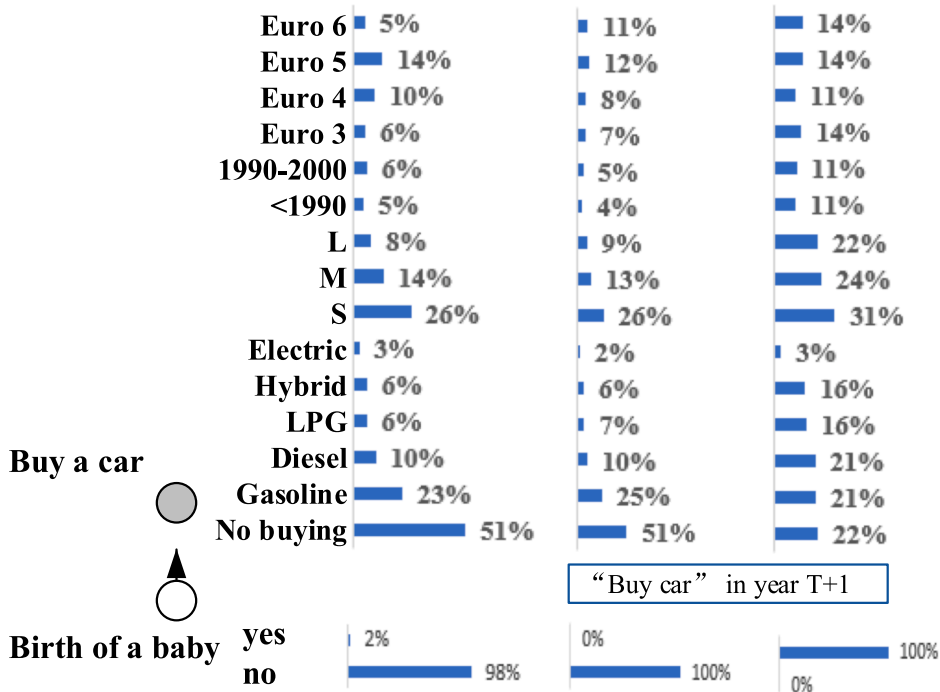 Euro 6 5% 11% 14%
Euro 5 14% 12% 14%
Euro 4 10% 8% 11%
Euro 3 6% 7% 14%
1990-2000 6% 5% 11%
<1990 5% 4% 11%
L 8% 9% 22%
M 14% 13% 24%
S 26% 26% 31%
Electric 3% 2% 3%
Hybrid 6% 6% 16%
LPG 6% 7% 16%
Buy a car
Diesel 10% 10% 21%
Gasoline 23% 25% 21%
No buying 51% 51% 22%
“Buy car” in year T+1
Birth of a baby
yes 2% 0% 100%
no 98% 100% 0%